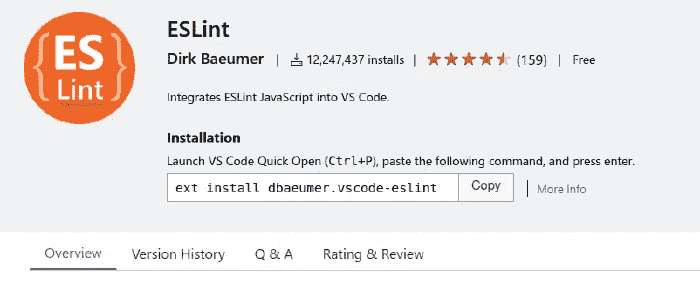 ESLint
{ES}
Lint
Dirk Baeumer | 12,247,437 installs | (159) | Free
Integrates ESLint JavaScript into VS Code.
Installation
Launch VS Code Quick Open (Ctrl+P), paste the following command, and press enter.
ext install dbaeumer.vscode-eslint Copy | More Info
Overview Version History Q & A Rating & Review